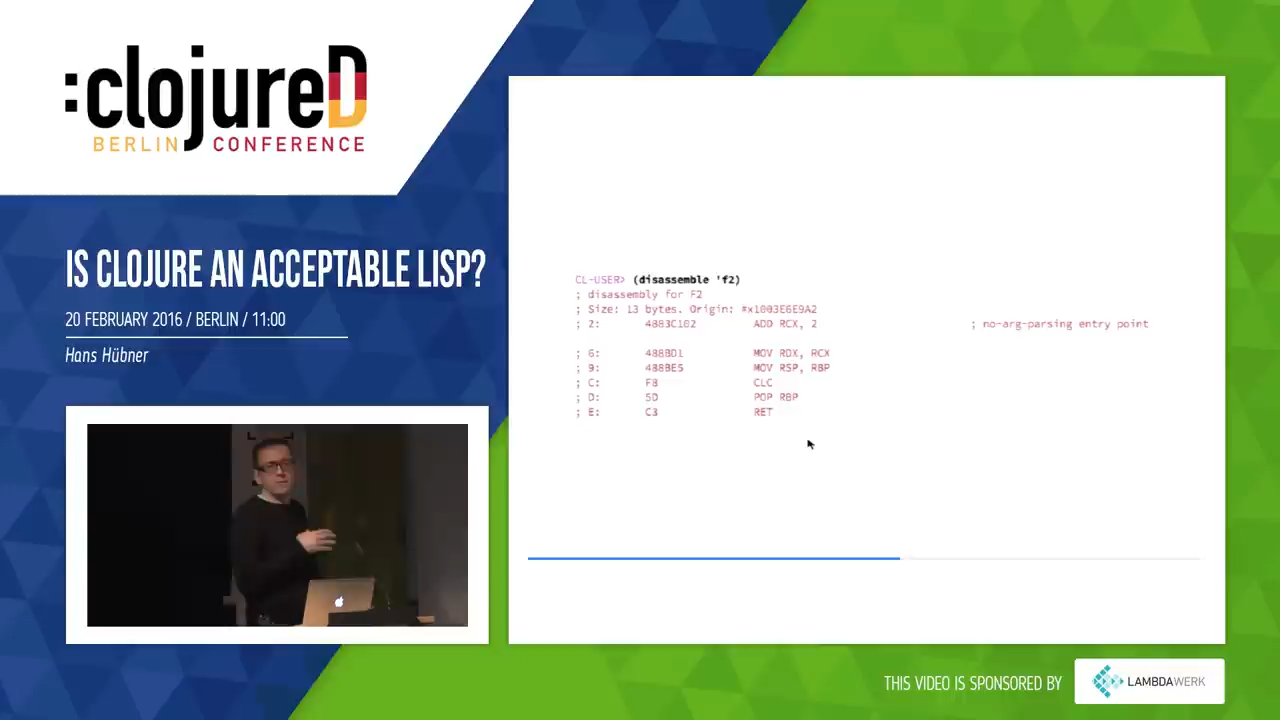 :clojureD
BERLIN CONFERENCE
IS CLOJURE AN ACCEPTABLE LISP?
20 FEBRUARY 2016 / BERLIN / 11:00
Hans Hübner
CL-USER> (disassemble 'f2)
; disassembly for F2
; Size: 13 bytes. Origin: #x1003E6E9A2
; 2: 4883C102 ADD RCX, 2 ; no-arg-parsing entry point
; 6: 488BD1 MOV RDX, RCX
; 9: 488BE5 MOV RSP, RBP
; C: F8 CLC
; D: 5D POP RBP
; E: C3 RET
THIS VIDEO IS SPONSORED BY
LAMBDAWERK